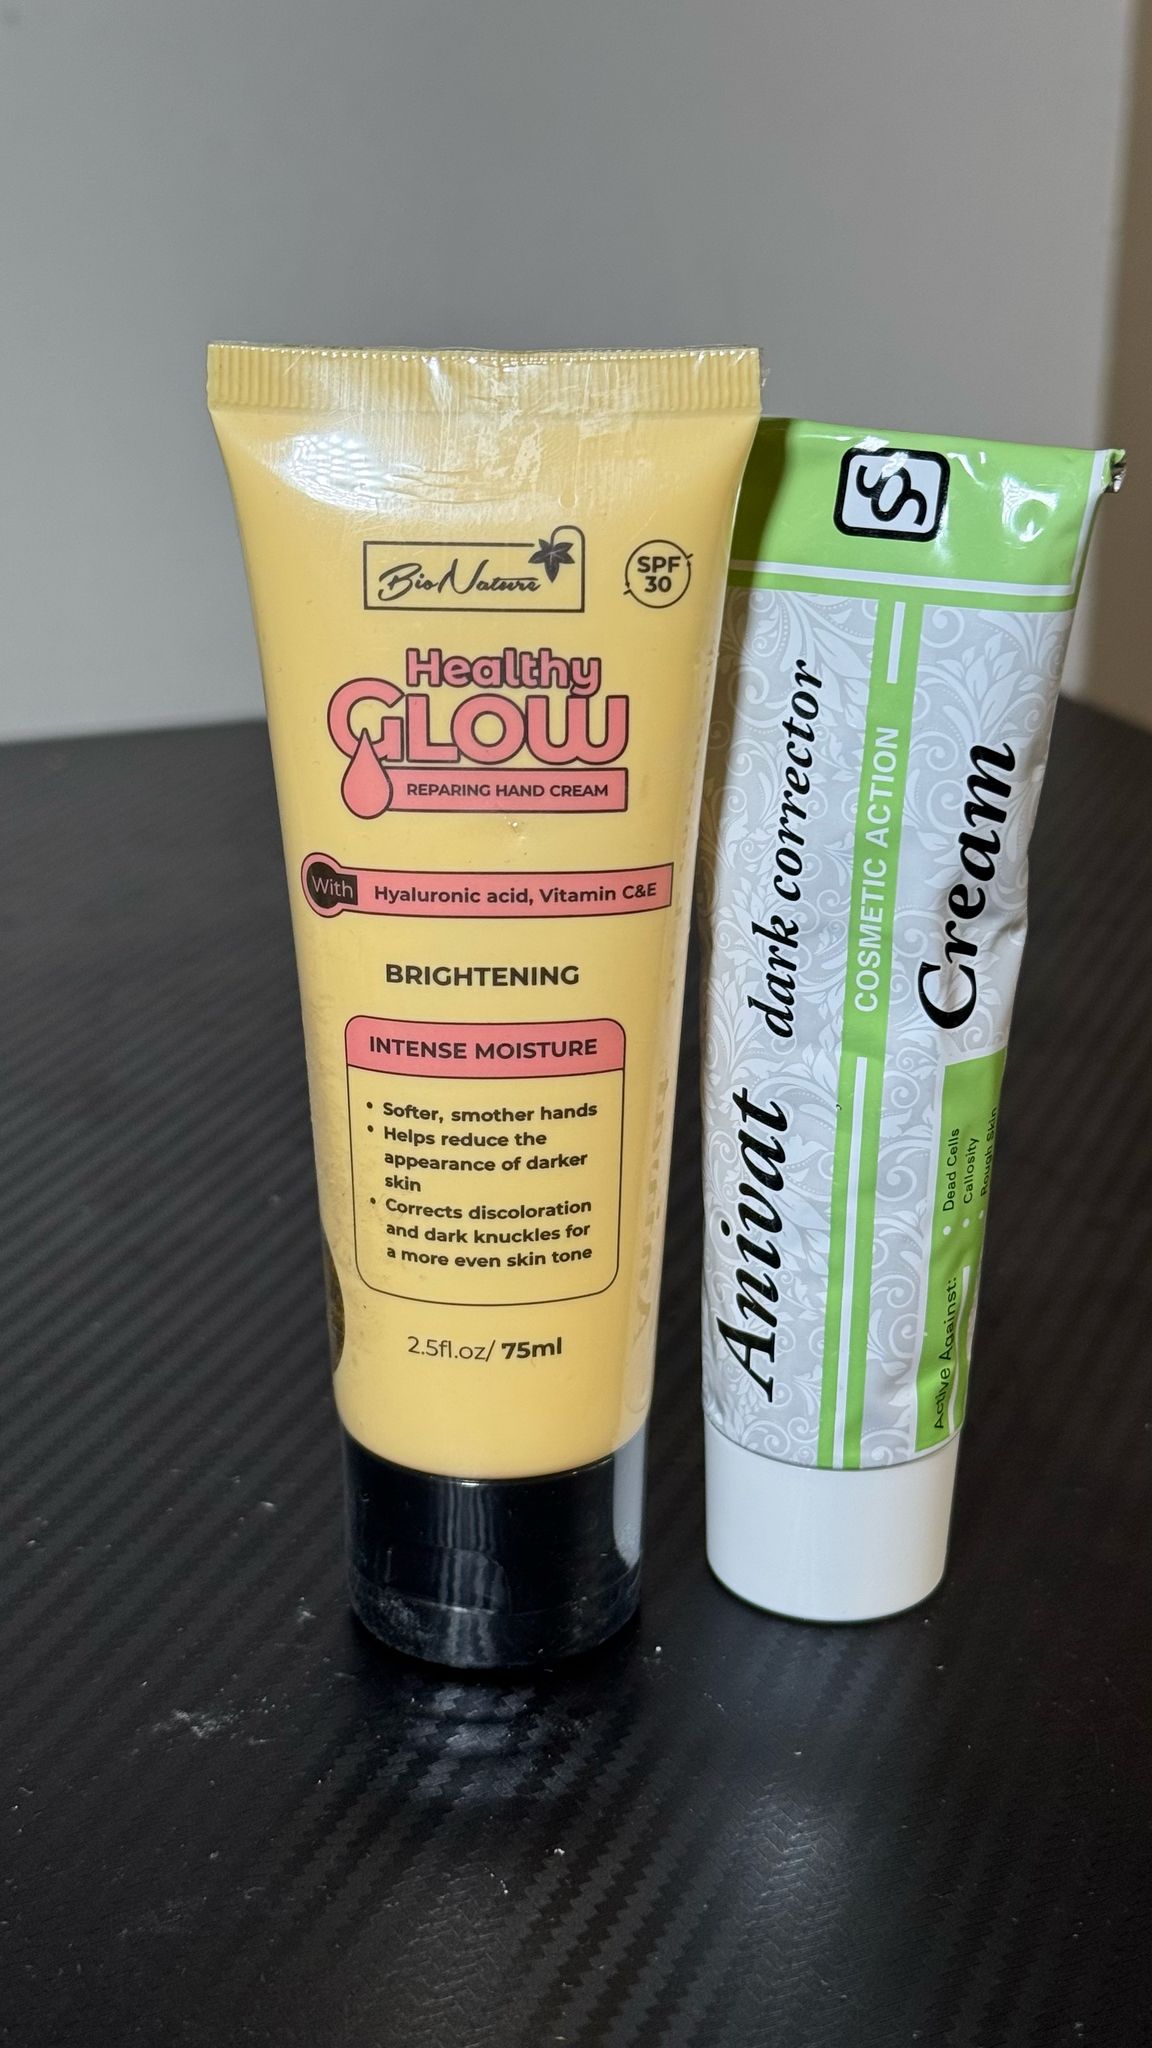 BioNature
SPF
30
Healthy
GLOW
REPARING HAND CREAM
With Hyaluronic acid, Vitamin C&E
BRIGHTENING
INTENSE MOISTURE
• Softer, smother hands
• Helps reduce the
appearance of darker
skin
• Corrects discoloration
and dark knuckles for
a more even skin tone
2.5fl.oz/ 75ml
Anivat dark corrector
COSMETIC ACTION
Cream
Active Against:
• Dead Cells
• Callosity
• Rough Skin